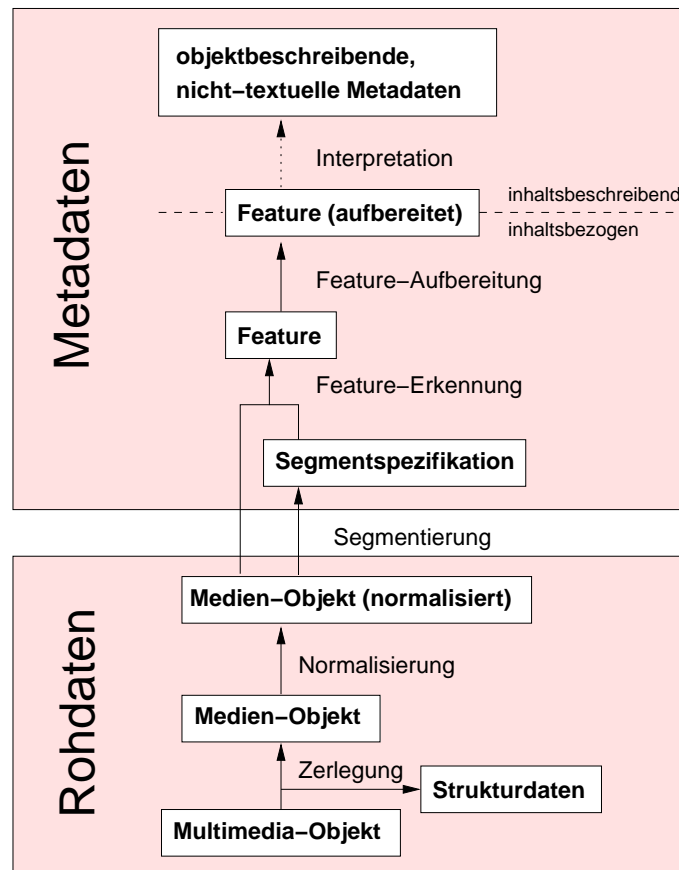 Metadaten
objektbeschreibende,
nicht−textuelle Metadaten
Interpretation
Feature (aufbereitet)
inhaltsbeschreibend
inhaltsbezogen
Feature−Aufbereitung
Feature
Feature−Erkennung
Segmentspezifikation
Segmentierung
Rohdaten
Medien−Objekt (normalisiert)
Normalisierung
Medien−Objekt
Zerlegung
Strukturdaten
Multimedia−Objekt